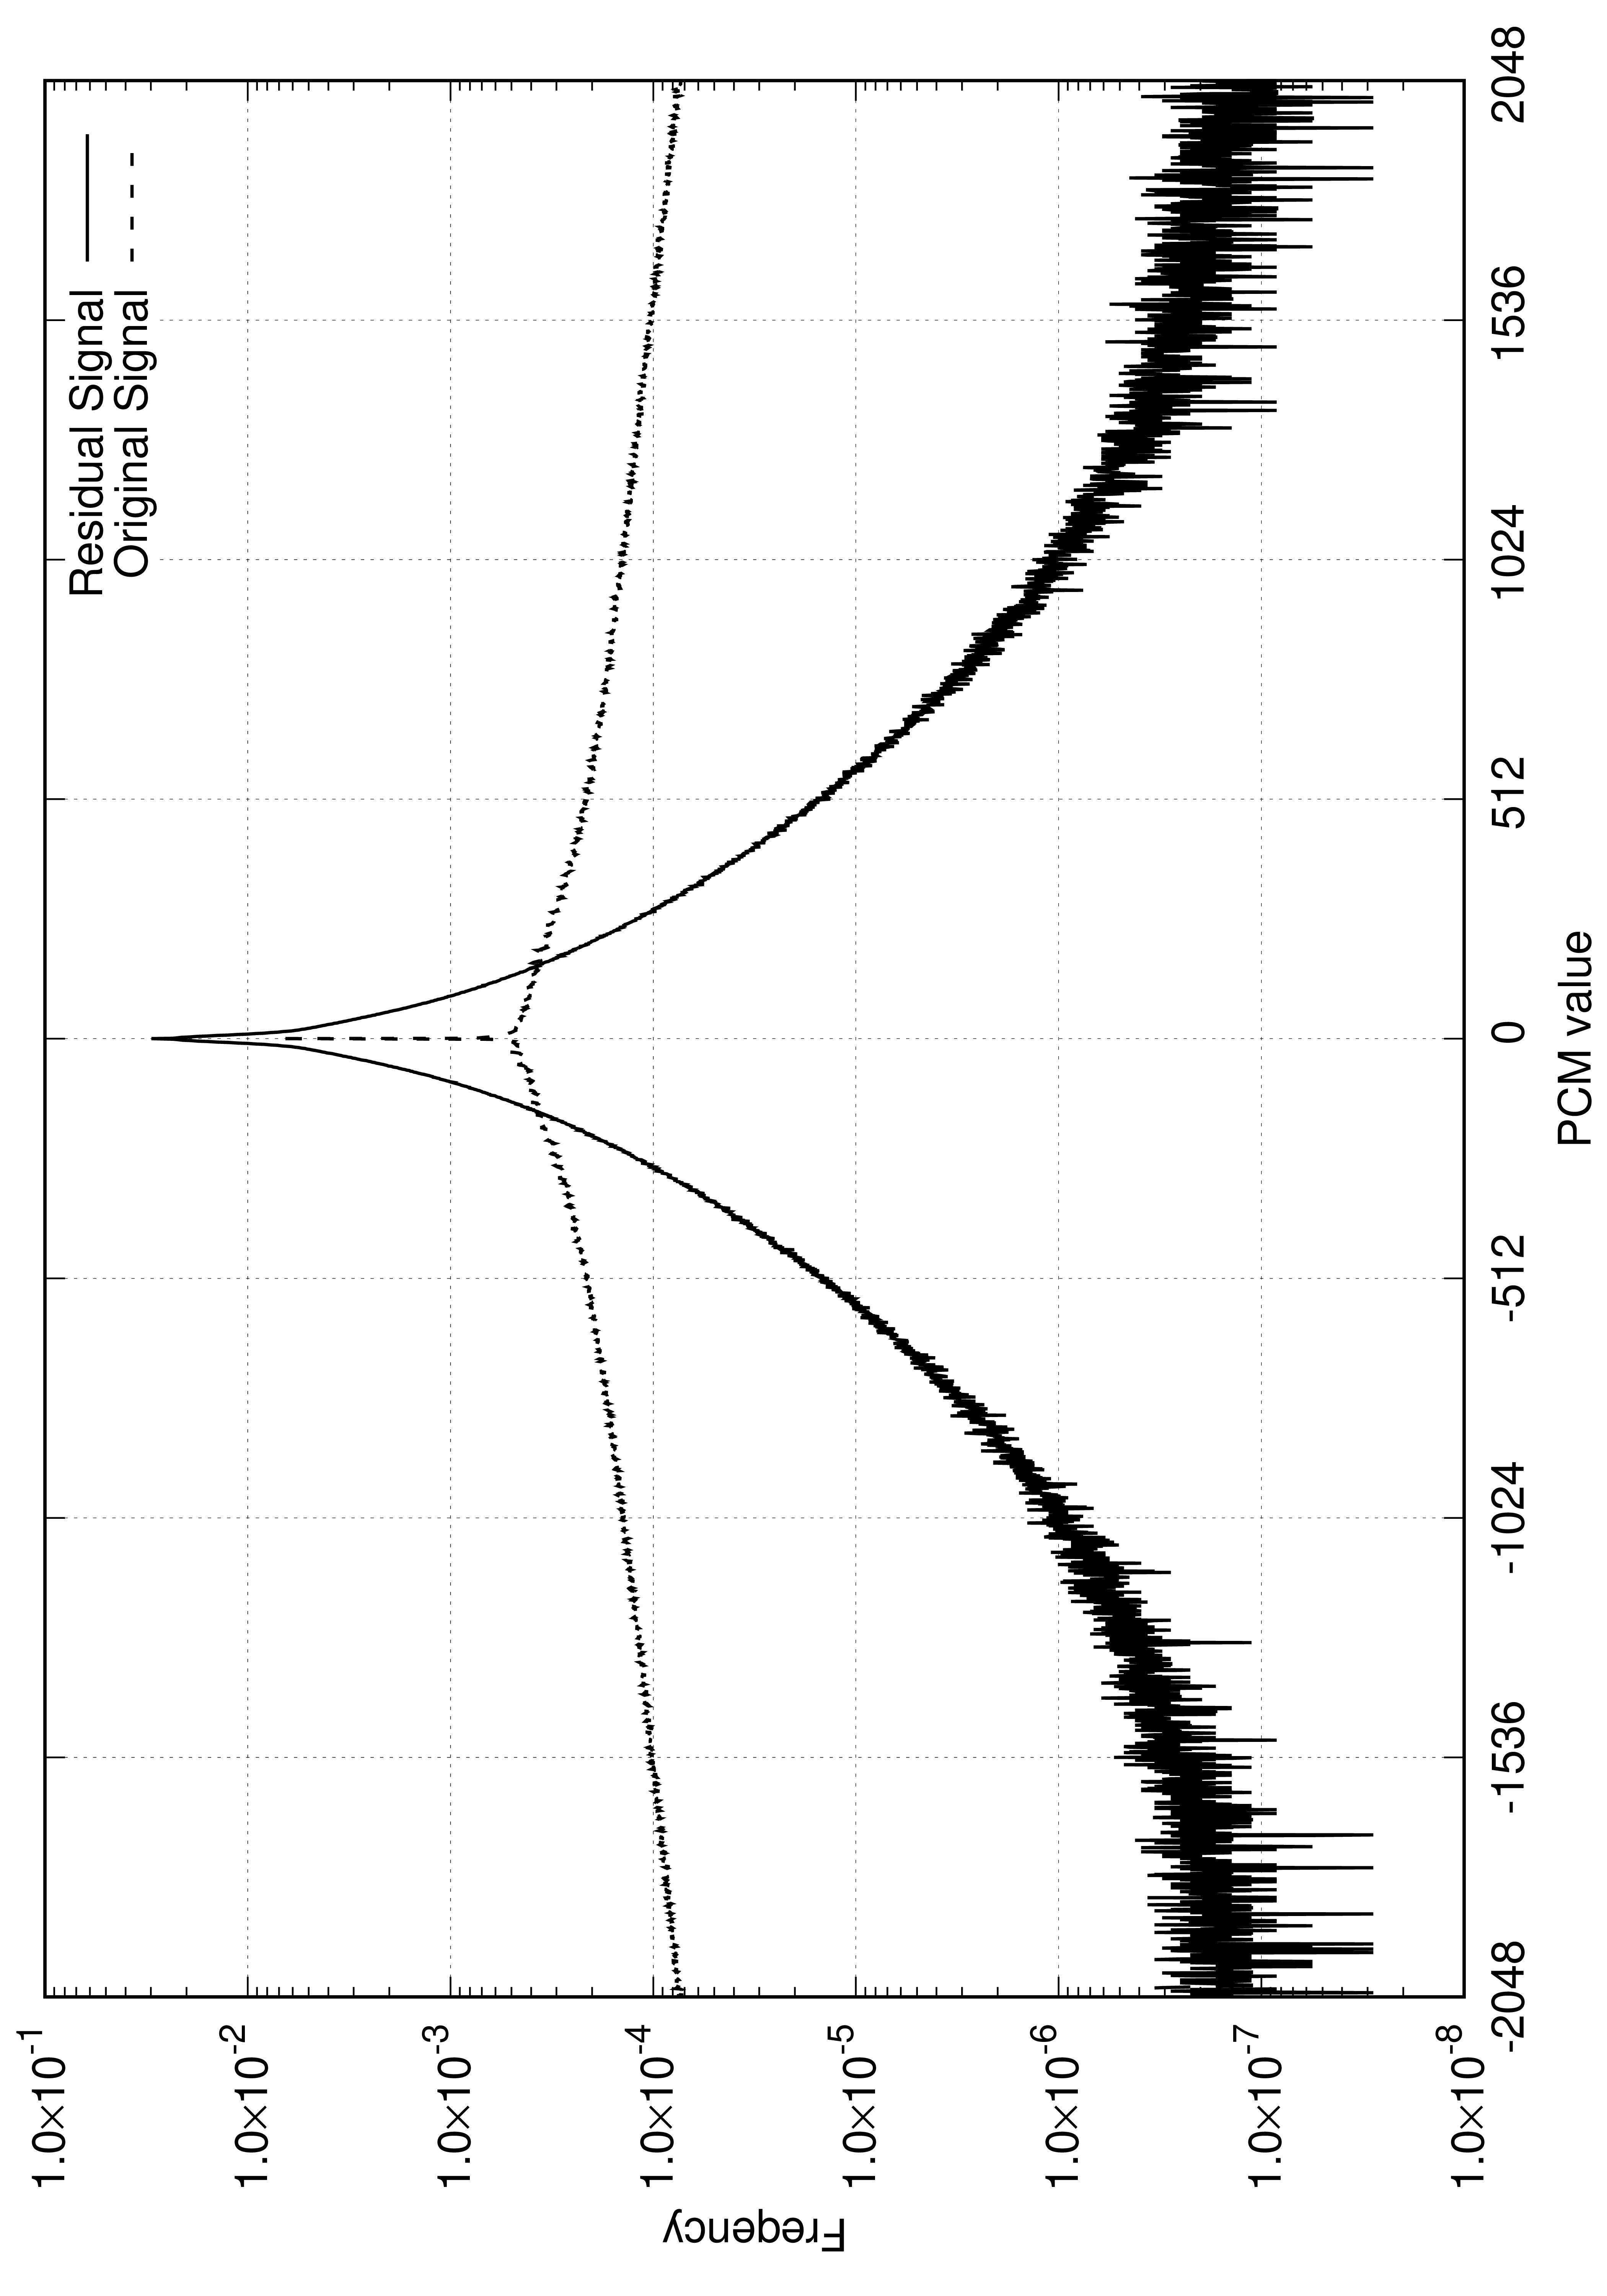 Residual Signal
Original Signal
1.0×10⁻¹
1.0×10⁻²
1.0×10⁻³
1.0×10⁻⁴
1.0×10⁻⁵
1.0×10⁻⁶
1.0×10⁻⁷
1.0×10⁻⁸
Freqency
-2048 -1536 -1024 -512 0 512 1024 1536 2048
PCM value